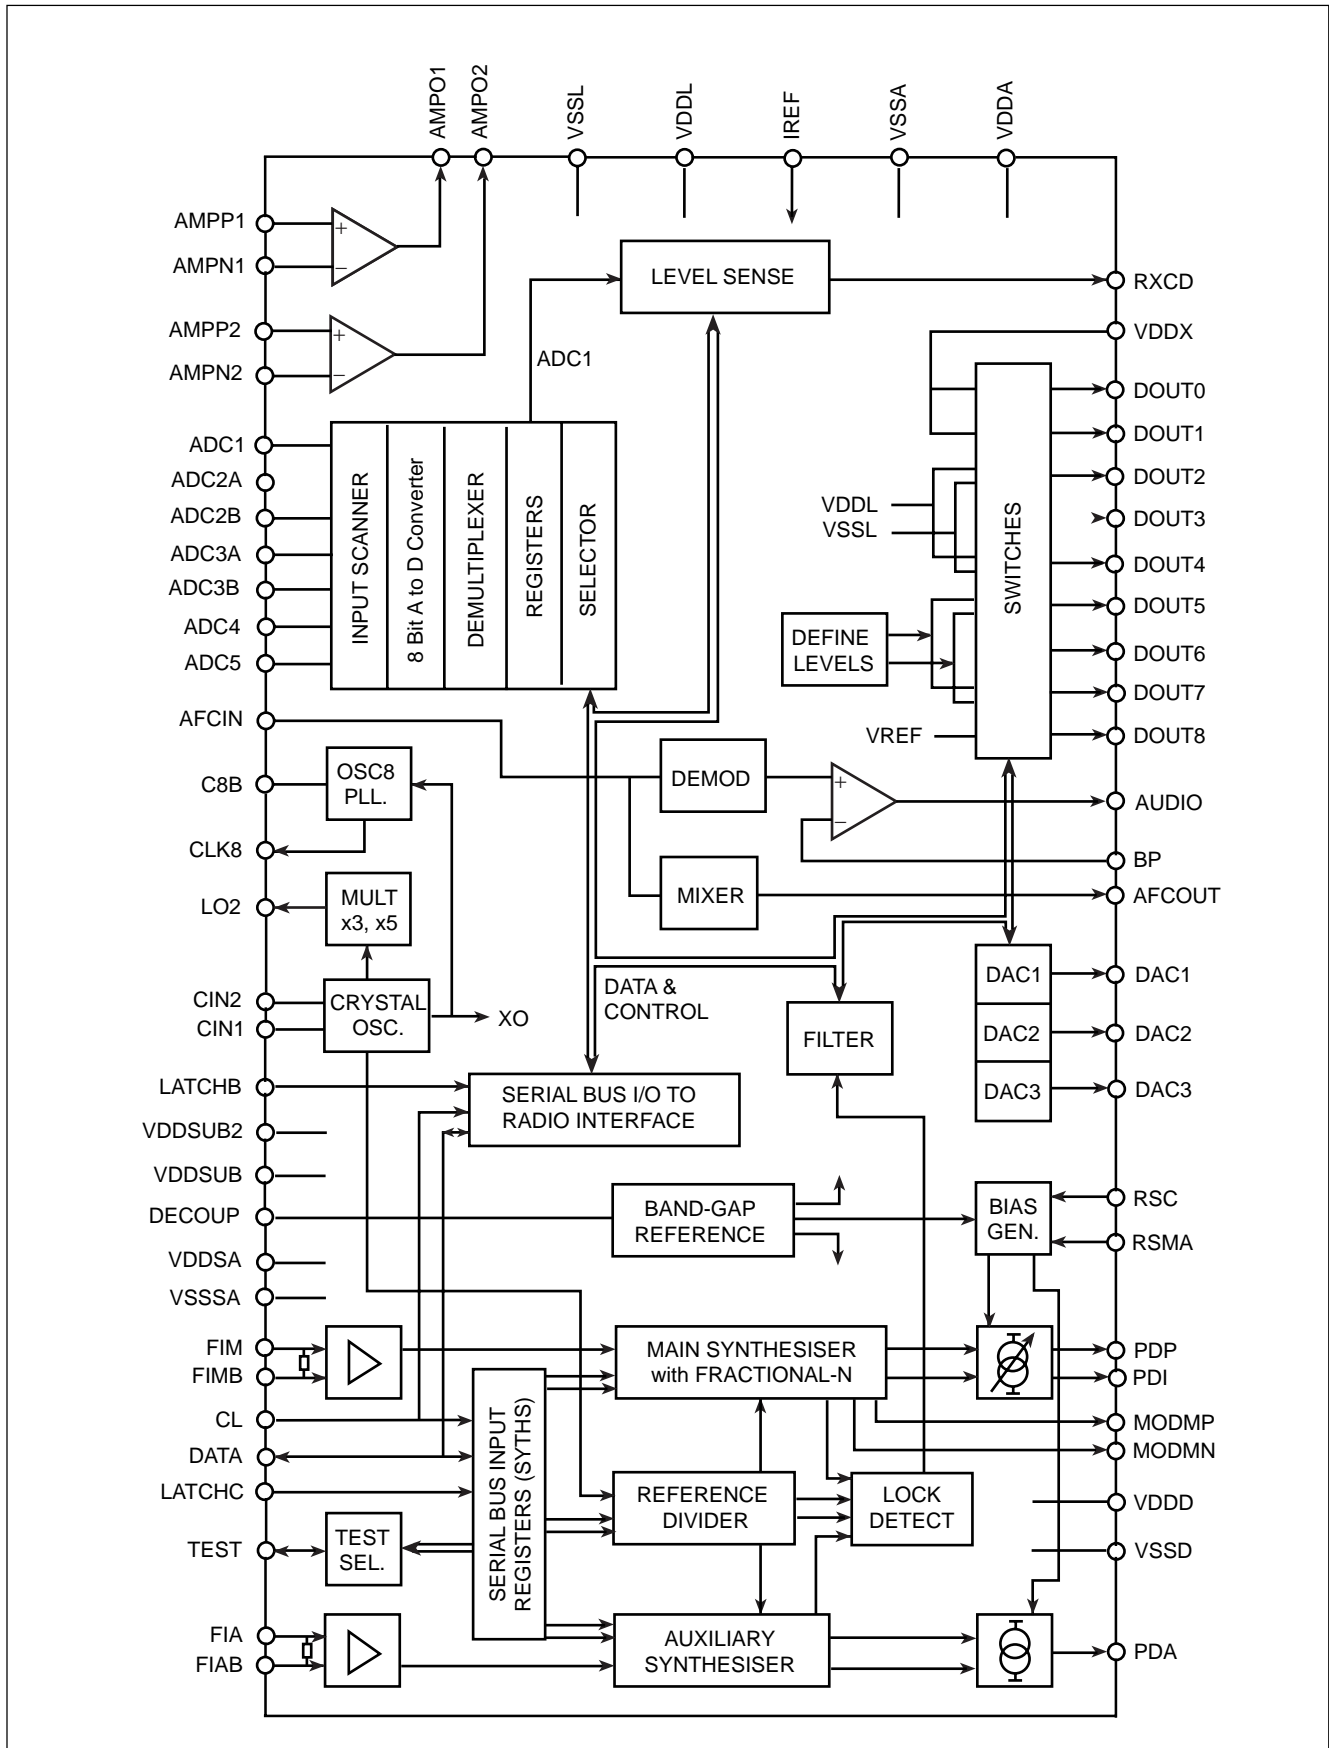 AMPO1
AMPO2
VSSL
VDDL
IREF
VSSA
VDDA
AMPP1
AMPN1
AMPP2
AMPN2
ADC1
ADC2A
ADC2B
ADC3A
ADC3B
ADC4
ADC5
AFCIN
C8B
CLK8
LO2
CIN2
CIN1
LATCHB
VDDSUB2
VDDSUB
DECOUP
VDDSA
VSSSA
FIM
FIMB
CL
DATA
LATCHC
TEST
FIA
FIAB
+
−
+
−
LEVEL SENSE
ADC1
INPUT SCANNER
8 Bit A to D Converter
DEMULTIPLEXER
REGISTERS
SELECTOR
VDDL
VSSL
SWITCHES
DEFINE
LEVELS
VREF
OSC8
PLL.
DEMOD
+
−
MULT
x3, x5
MIXER
CRYSTAL
OSC.
XO
DATA &
CONTROL
FILTER
DAC1
DAC2
DAC3
SERIAL BUS I/O TO
RADIO INTERFACE
BAND-GAP
REFERENCE
BIAS
GEN.
MAIN SYNTHESISER
with FRACTIONAL-N
SERIAL BUS INPUT
REGISTERS (SYTHS)
REFERENCE
DIVIDER
LOCK
DETECT
TEST
SEL.
AUXILIARY
SYNTHESISER
RXCD
VDDX
DOUT0
DOUT1
DOUT2
DOUT3
DOUT4
DOUT5
DOUT6
DOUT7
DOUT8
AUDIO
BP
AFCOUT
DAC1
DAC2
DAC3
RSC
RSMA
PDP
PDI
MODMP
MODMN
VDDD
VSSD
PDA